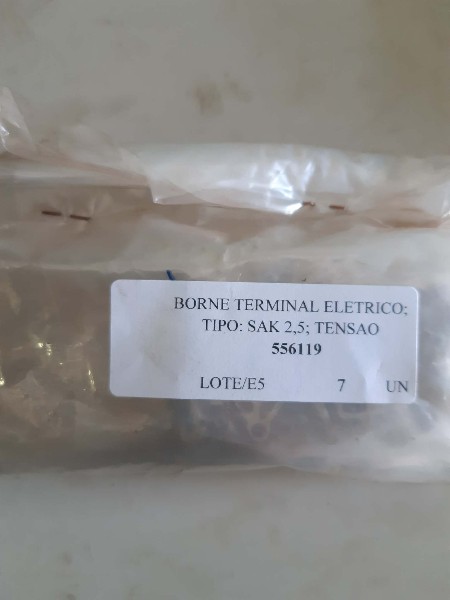 BORNE TERMINAL ELETRICO;
TIPO: SAK 2,5; TENSAO
556119
LOTE/E5 7 UN